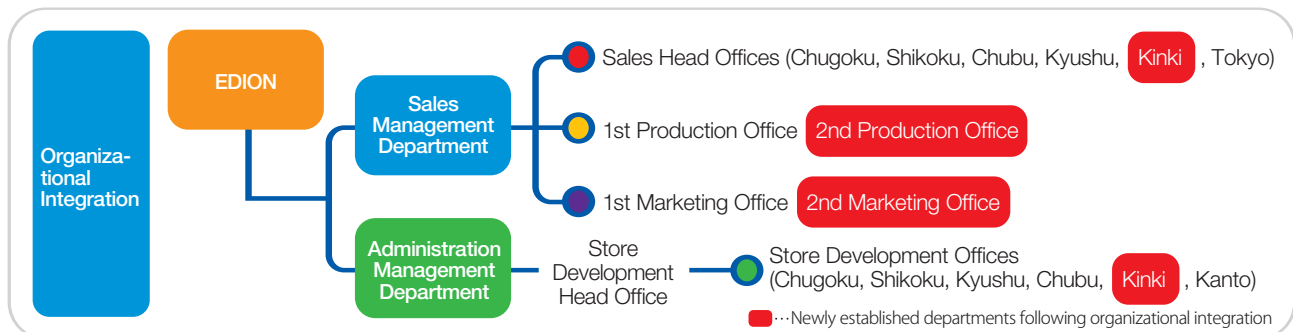 Organiza-
tional
Integration
EDION
Sales
Management
Department
Sales Head Offices (Chugoku, Shikoku, Chubu, Kyushu, Kinki , Tokyo)
1st Production Office 2nd Production Office
1st Marketing Office 2nd Marketing Office
Administration
Management
Department
Store
Development
Head Office
Store Development Offices
(Chugoku, Shikoku, Kyushu, Chubu, Kinki , Kanto)
…Newly established departments following organizational integration